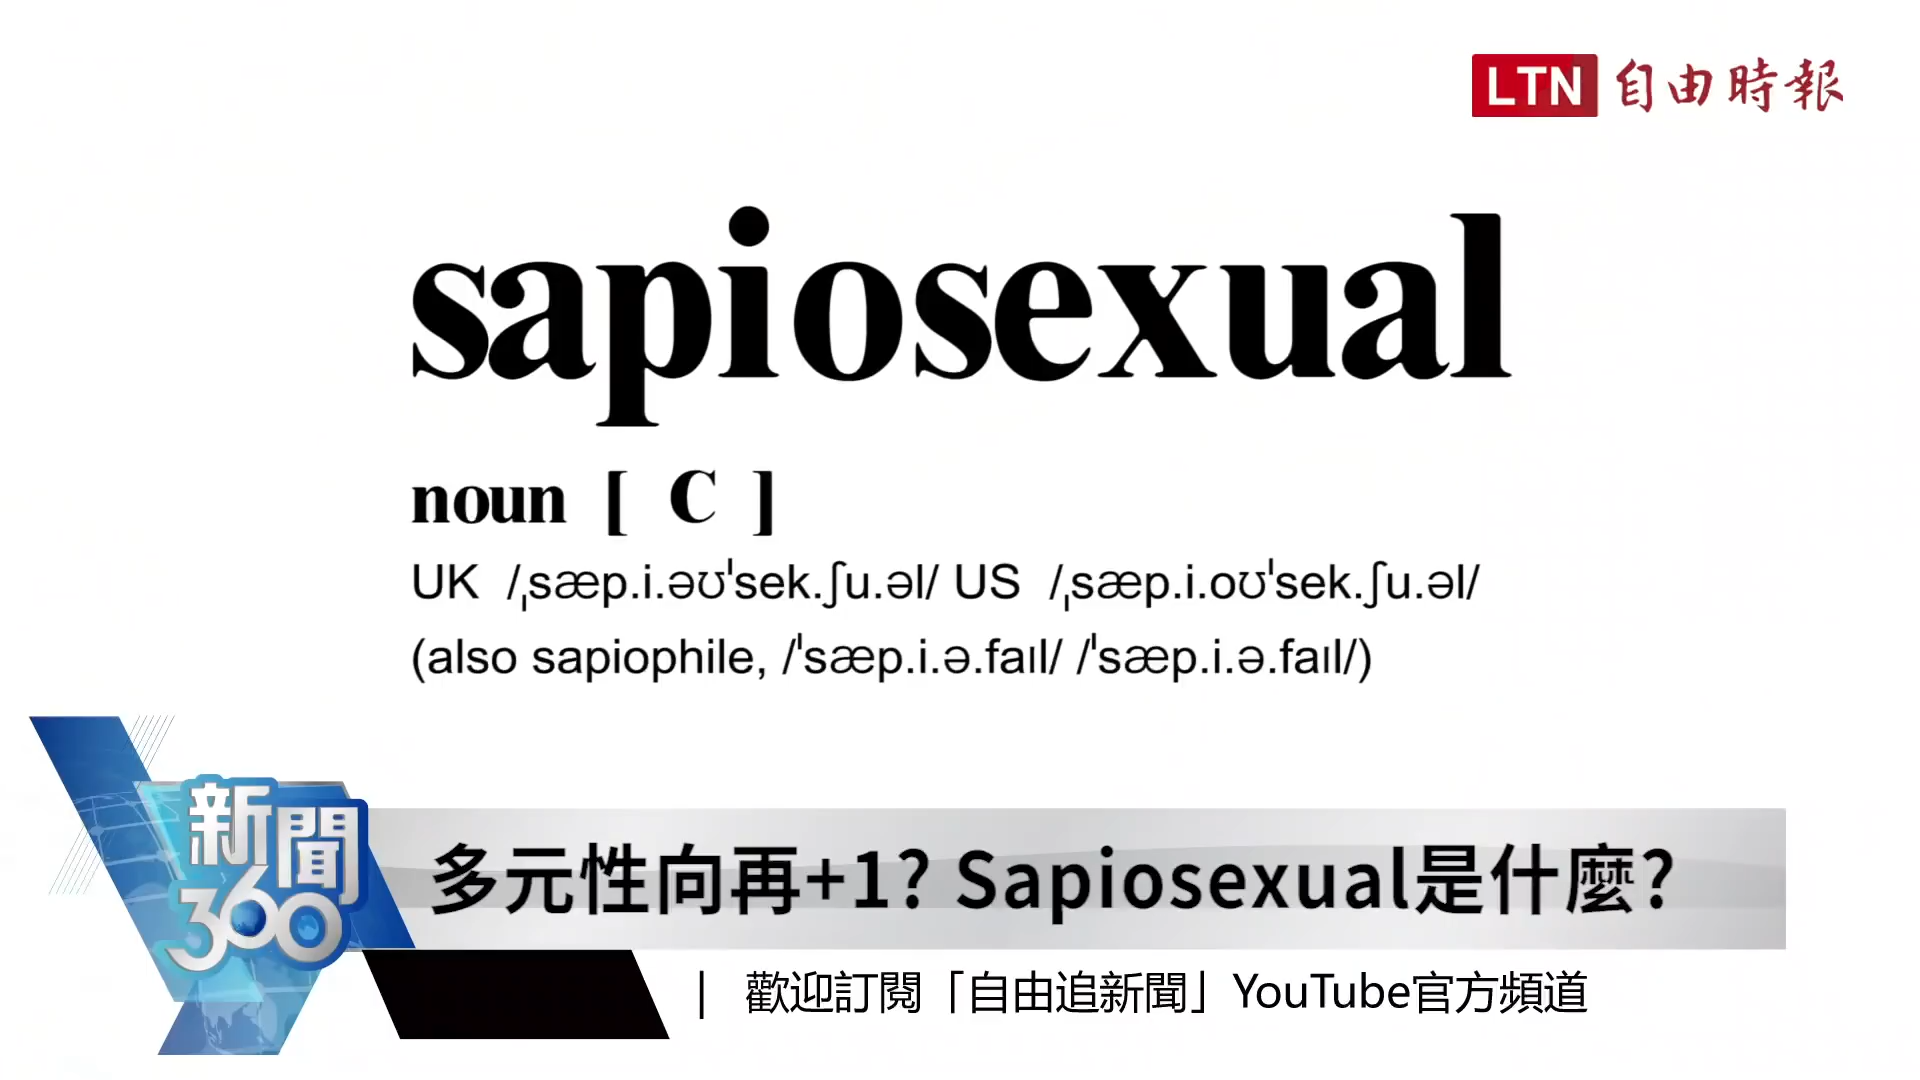 LTN 自由時報
sapiosexual
noun [ C ]
UK /ˌsæp.i.əʊˈsek.ʃu.əl/ US /ˌsæp.i.oʊˈsek.ʃu.əl/
(also sapiophile, /ˈsæp.i.ə.faɪl/ /ˈsæp.i.ə.faɪl/)
新聞
360
多元性向再+1? Sapiosexual是什麼?
| 歡迎訂閱「自由追新聞」YouTube官方頻道